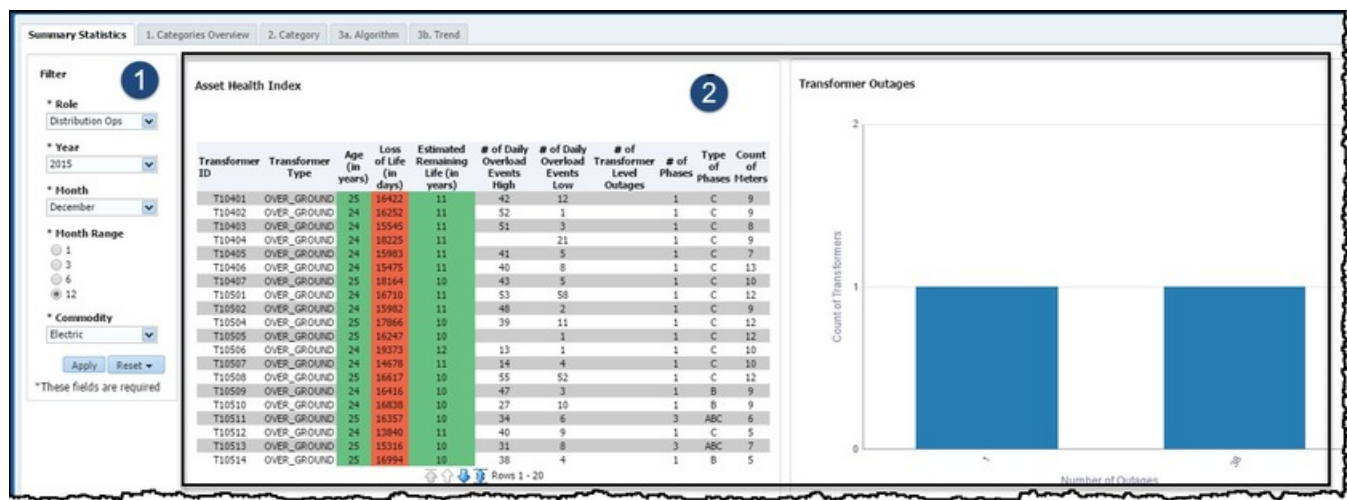 Summary Statistics 1. Categories Overview 2. Category 3a. Algorithm 3b. Trend
Filter
1
* Role
Distribution Ops
* Year
2015
* Month
December
* Month Range
1
3
6
12
* Commodity
Electric
Apply Reset
*These fields are required
Asset Health Index
2
Transformer ID Transformer Type Age (in years) Loss of Life (in days) Estimated Remaining Life (in years) # of Daily Overload Events High # of Daily Overload Events Low # of Transformer Level Outages # of Phases Type of Phases Count of Meters
T10401 OVER_GROUND 25 16422 11 42 12 1 C 9
T10402 OVER_GROUND 24 16252 11 52 1 1 C 9
T10403 OVER_GROUND 24 15545 11 51 3 1 C 8
T10404 OVER_GROUND 24 18225 11 21 1 C 9
T10405 OVER_GROUND 24 15983 11 41 5 1 C 7
T10406 OVER_GROUND 24 15475 11 40 8 1 C 13
T10407 OVER_GROUND 25 18164 10 43 5 1 C 10
T10501 OVER_GROUND 24 16710 11 53 58 1 C 12
T10502 OVER_GROUND 24 15982 11 48 2 1 C 9
T10504 OVER_GROUND 25 17866 10 39 11 1 C 12
T10505 OVER_GROUND 25 16247 10 1 1 C 12
T10506 OVER_GROUND 24 19373 12 13 1 1 C 10
T10507 OVER_GROUND 24 14678 11 14 4 1 C 10
T10508 OVER_GROUND 25 16617 10 55 52 1 C 12
T10509 OVER_GROUND 24 16416 10 47 3 1 B 9
T10510 OVER_GROUND 24 16838 10 27 10 1 B 9
T10511 OVER_GROUND 25 16357 10 34 6 3 ABC 6
T10512 OVER_GROUND 24 13840 11 40 9 1 C 5
T10513 OVER_GROUND 25 15316 10 31 8 3 ABC 7
T10514 OVER_GROUND 25 16994 10 38 4 1 B 5
Rows 1 - 20
Transformer Outages
Count of Transformers
2
1
0
1
Number of Outages